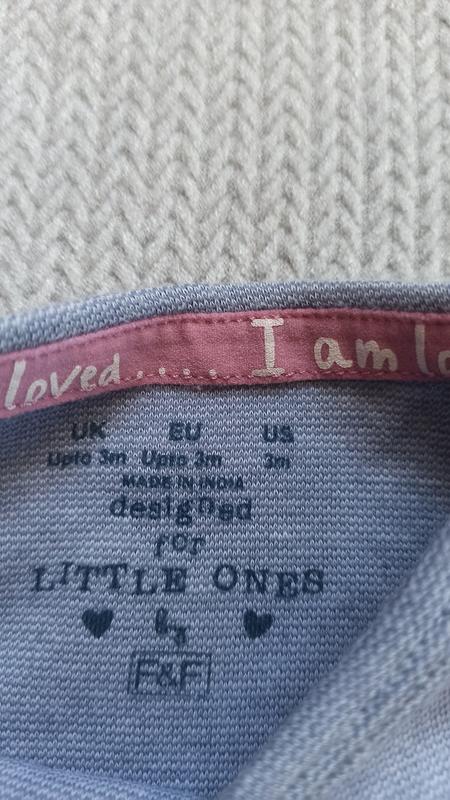 loved..... I am lo
UK EU US
Upto 3m Upto 3m 3m
MADE IN INDIA
designed
for
LITTLE ONES
by
F&F